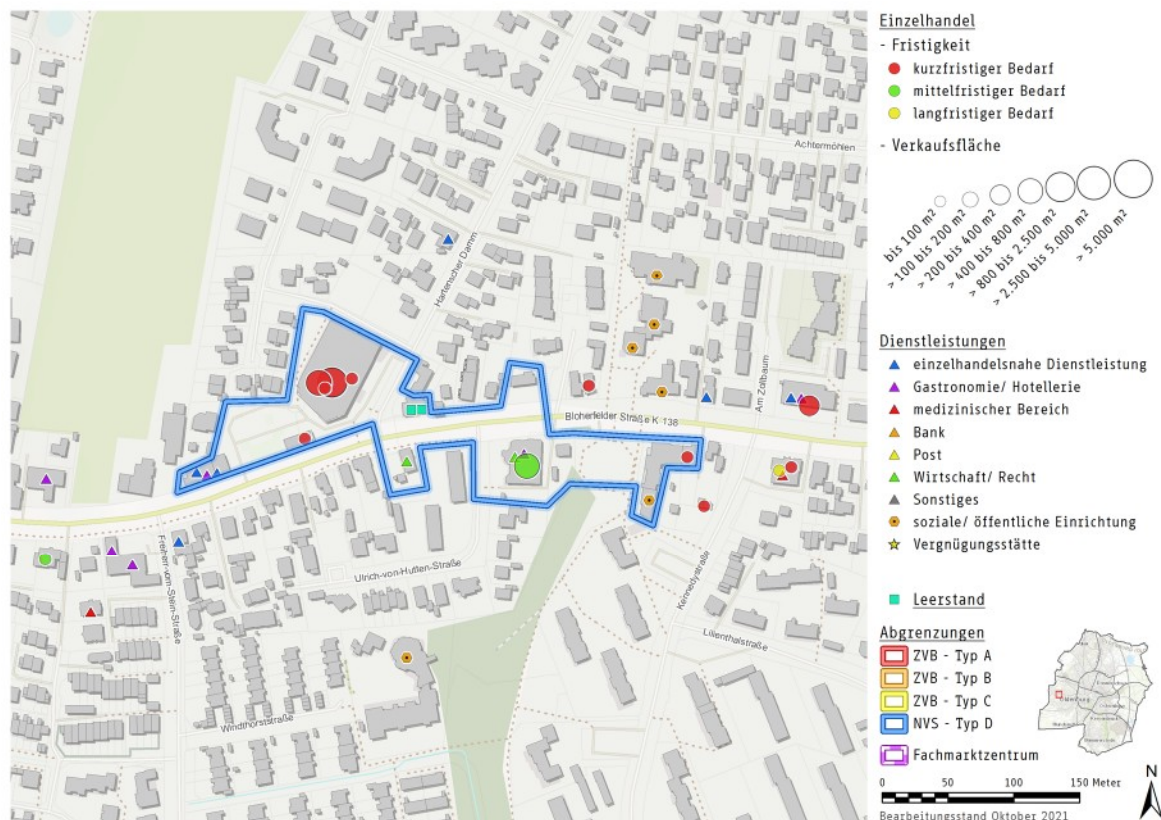 Achtermöhlen
Hartenscher Damm
Am Zollbaum
Bloherfelder Straße K 138
Freiherr-vom-Stein-Straße
Ulrich-von-Hutten-Straße
Kennedystraße
Lilienthalstraße
Windthorststraße
Einzelhandel
- Fristigkeit
kurzfristiger Bedarf
mittelfristiger Bedarf
langfristiger Bedarf
- Verkaufsfläche
bis 100 m²
> 100 bis 200 m²
> 200 bis 400 m²
> 400 bis 800 m²
> 800 bis 2.500 m²
> 2.500 bis 5.000 m²
> 5.000 m²
Dienstleistungen
einzelhandelsnahe Dienstleistung
Gastronomie/ Hotellerie
medizinischer Bereich
Bank
Post
Wirtschaft/ Recht
Sonstiges
soziale/ öffentliche Einrichtung
Vergnügungsstätte
Leerstand
Abgrenzungen
ZVB - Typ A
ZVB - Typ B
ZVB - Typ C
NVS - Typ D
Fachmarktzentrum
0 50 100 150 Meter
N
Bearbeitungsstand Oktober 2021